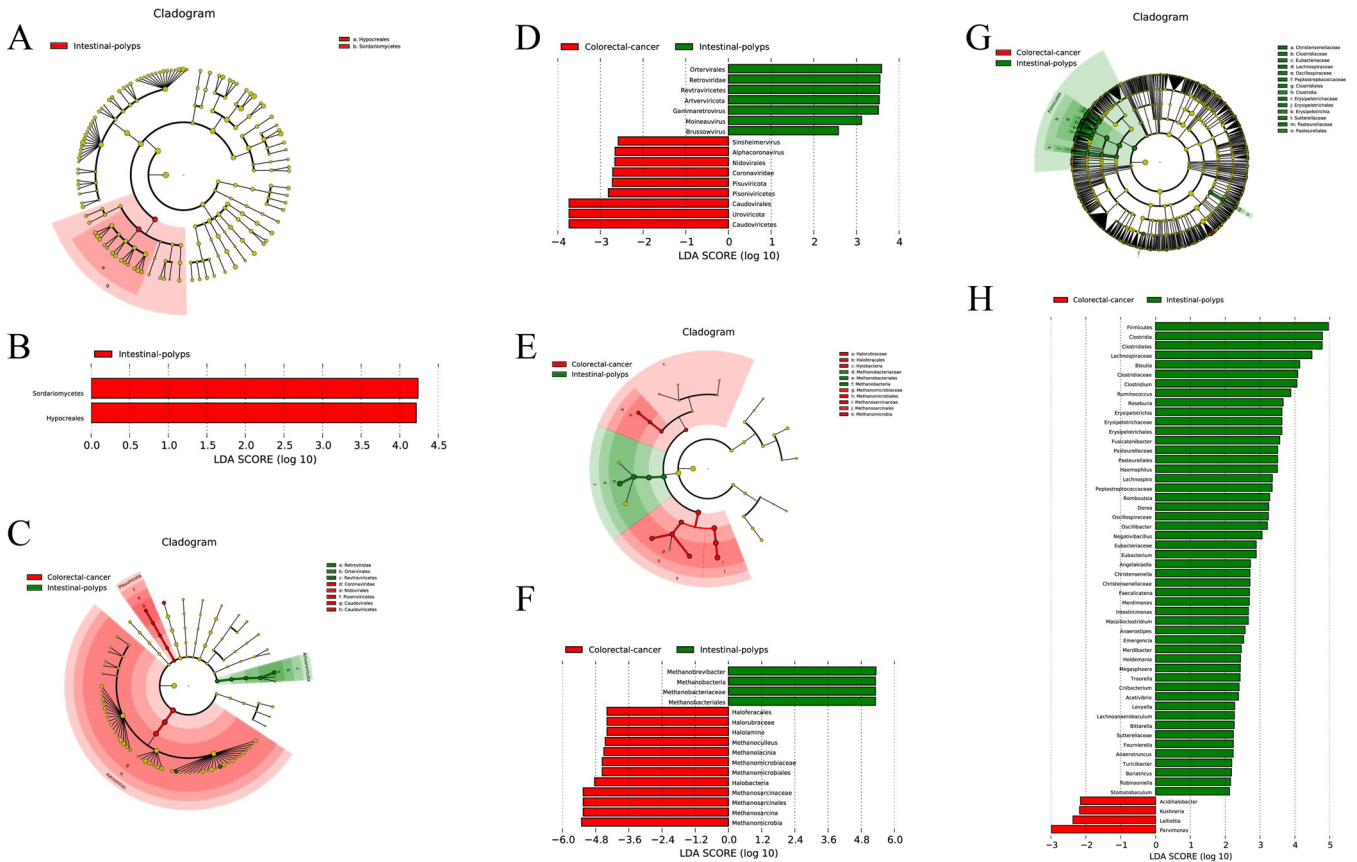 A
Cladogram
Intestinal-polyps
a: Hypocreales
b: Sordariomycetes
a
b
B
Intestinal-polyps
Sordariomycetes
Hypocreales
0.0 0.5 1.0 1.5 2.0 2.5 3.0 3.5 4.0 4.5
LDA SCORE (log 10)
C
Cladogram
Colorectal-cancer
Intestinal-polyps
a: Retroviridae
b: Ortervirales
c: Revtraviricetes
d: Coronaviridae
e: Nidovirales
f: Pisoniviricetes
g: Caudovirales
h: Caudoviricetes
Pisuviricota
Artverviricota
Uroviricota
D
Colorectal-cancer
Intestinal-polyps
Ortervirales
Retroviridae
Revtraviricetes
Artverviricota
Gammaretrovirus
Moineauvirus
Brussowvirus
Sinsheimervirus
Alphacoronavirus
Nidovirales
Coronaviridae
Pisuviricota
Pisoniviricetes
Caudovirales
Uroviricota
Caudoviricetes
−4 −3 −2 −1 0 1 2 3 4
LDA SCORE (log 10)
E
Cladogram
Colorectal-cancer
Intestinal-polyps
a: Halorubraceae
b: Haloferacales
c: Halobacteria
d: Methanobacteriaceae
e: Methanobacteriales
f: Methanobacteria
g: Methanomicrobiaceae
h: Methanomicrobiales
i: Methanosarcinaceae
j: Methanosarcinales
k: Methanomicrobia
F
Colorectal-cancer
Intestinal-polyps
Methanobrevibacter
Methanobacteria
Methanobacteriaceae
Methanobacteriales
Haloferacales
Halorubraceae
Halolamina
Methanoculleus
Methanolacinia
Methanomicrobiaceae
Methanomicrobiales
Halobacteria
Methanosarcinaceae
Methanosarcinales
Methanosarcina
Methanomicrobia
−6.0 −4.8 −3.6 −2.4 −1.2 0.0 1.2 2.4 3.6 4.8 6.0
LDA SCORE (log 10)
G
Cladogram
Colorectal-cancer
Intestinal-polyps
a: Christensenellaceae
b: Clostridiaceae
c: Eubacteriaceae
d: Lachnospiraceae
e: Oscillospiraceae
f: Peptostreptococcaceae
g: Clostridiales
h: Clostridia
i: Erysipelotrichaceae
j: Erysipelotrichales
k: Erysipelotrichia
l: Sutterellaceae
m: Pasteurellaceae
n: Pasteurellales
Firmicutes
H
Colorectal-cancer
Intestinal-polyps
Firmicutes
Clostridia
Clostridiales
Lachnospiraceae
Blautia
Clostridiaceae
Clostridium
Ruminococcus
Roseburia
Erysipelotrichia
Erysipelotrichaceae
Erysipelotrichales
Fusicatenibacter
Pasteurellaceae
Pasteurellales
Haemophilus
Lachnospira
Peptostreptococcaceae
Romboutsia
Dorea
Oscillospiraceae
Oscillibacter
Negativibacillus
Eubacteriaceae
Eubacterium
Angelakisella
Christensenella
Christensenellaceae
Faecalicatena
Merdimonas
Intestinimonas
Massilioclostridium
Anaerostipes
Emergencia
Merdibacter
Holdemania
Megasphaera
Traorella
Criibacterium
Acetivibrio
Levyella
Lachnoanaerobaculum
Bittarella
Sutterellaceae
Fournierella
Anaerotruncus
Turicibacter
Bariatricus
Robinsoniella
Stomatobaculum
Acidihalobacter
Kushneria
Lelliottia
Parvimonas
−3 −2 −1 0 1 2 3 4 5
LDA SCORE (log 10)